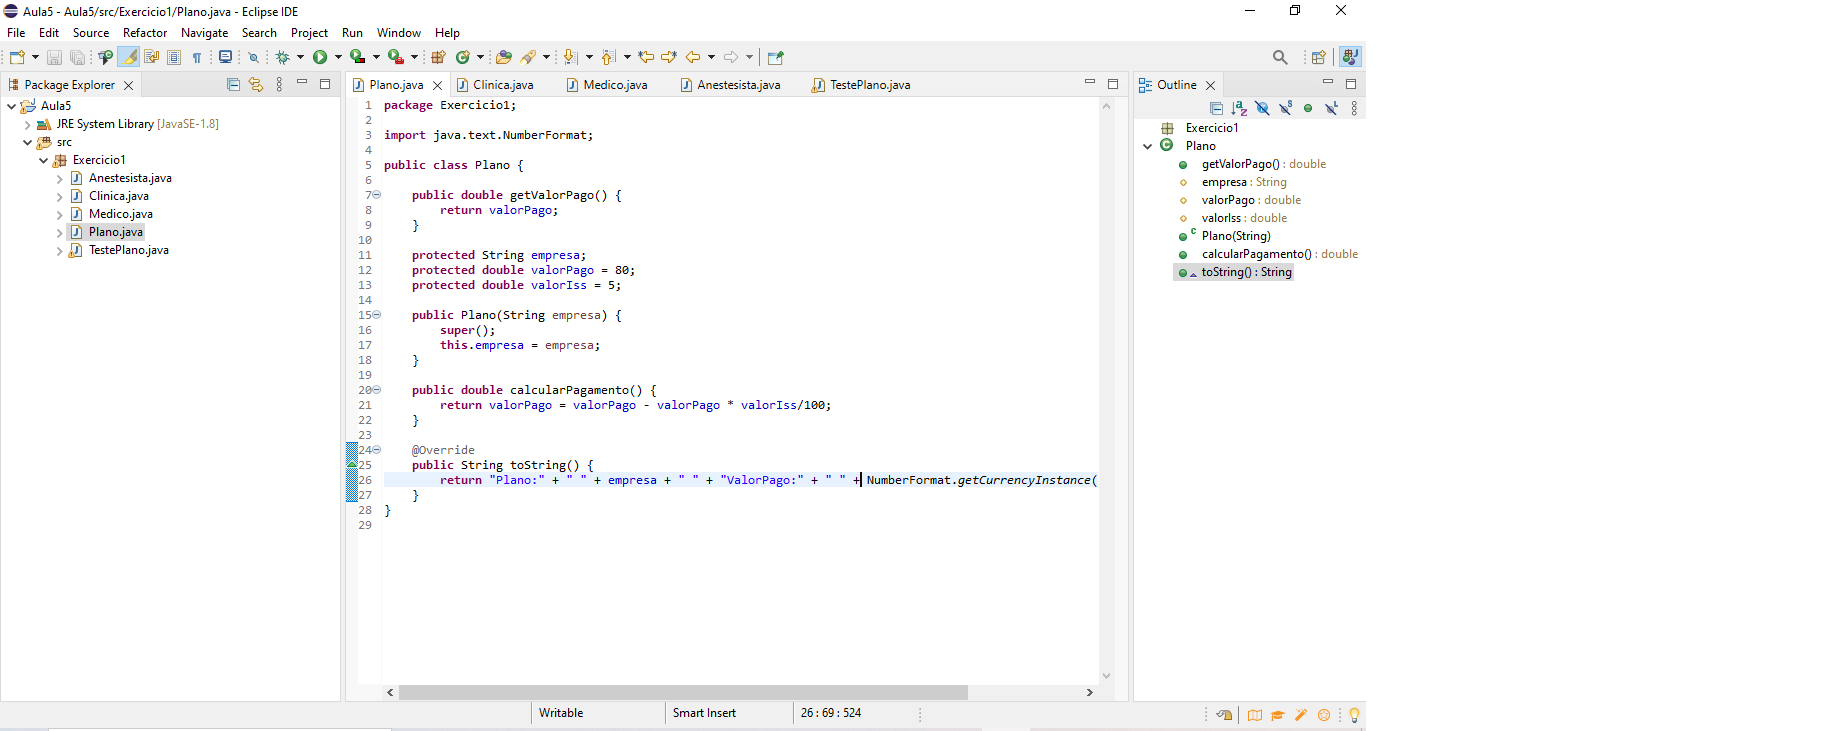 Aula5 - Aula5/src/Exercicio1/Plano.java - Eclipse IDE
File Edit Source Refactor Navigate Search Project Run Window Help
Package Explorer
Aula5
JRE System Library [JavaSE-1.8]
src
Exercicio1
Anestesista.java
Clinica.java
Medico.java
Plano.java
TestePlano.java
Plano.java Clinica.java Medico.java Anestesista.java TestePlano.java
1 package Exercicio1;
2
3 import java.text.NumberFormat;
4
5 public class Plano {
6
7 public double getValorPago() {
8 return valorPago;
9 }
10
11 protected String empresa;
12 protected double valorPago = 80;
13 protected double valorIss = 5;
14
15 public Plano(String empresa) {
16 super();
17 this.empresa = empresa;
18 }
19
20 public double calcularPagamento() {
21 return valorPago = valorPago - valorPago * valorIss/100;
22 }
23
24 @Override
25 public String toString() {
26 return "Plano:" + " " + empresa + " " + "ValorPago:" + " " + NumberFormat.getCurrencyInstance(
27 }
28 }
29
Outline
Exercicio1
Plano
getValorPago() : double
empresa : String
valorPago : double
valorIss : double
Plano(String)
calcularPagamento() : double
toString() : String
Writable Smart Insert 26 : 69 : 524